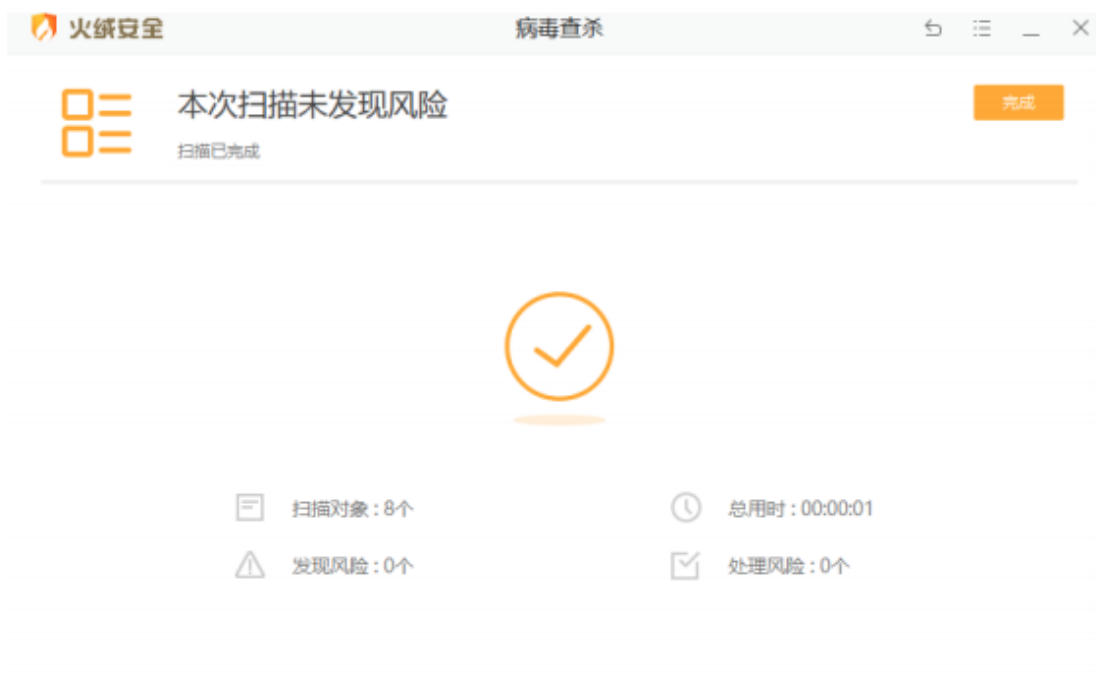 火绒安全
病毒查杀
本次扫描未发现风险
完成
扫描已完成
扫描对象：8个
总用时：00:00:01
发现风险：0个
处理风险：0个